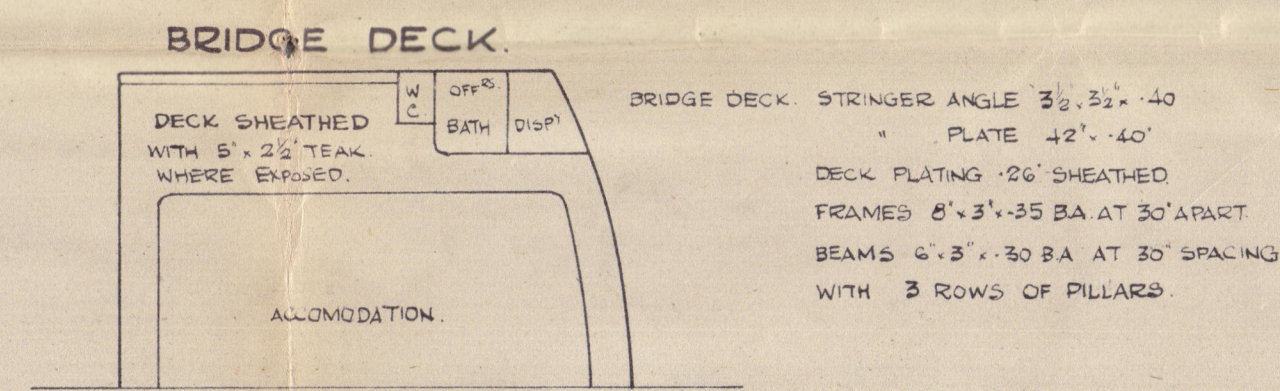 BRIDGE DECK.
W
C
OFFRS.
BATH
DISPY
DECK SHEATHED
WITH 5" x 2½" TEAK.
WHERE EXPOSED.
ACCOMODATION.
BRIDGE DECK. STRINGER ANGLE 3½ x 3½" x .40
" PLATE 42" x .40"
DECK PLATING .26" SHEATHED.
FRAMES 8" x 3" x .35 B.A. AT 30" APART.
BEAMS 6" x 3" x .30 B.A AT 30" SPACING
WITH 3 ROWS OF PILLARS.